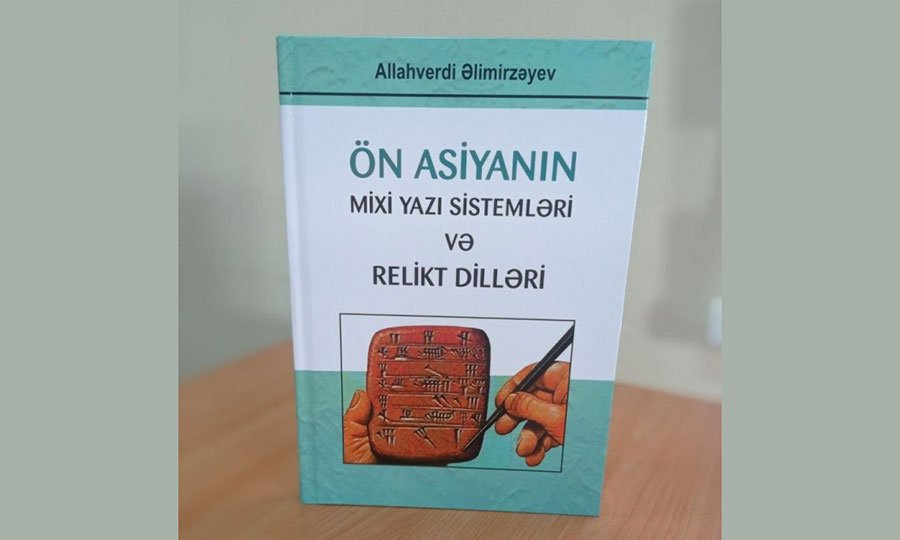 Allahverdi Əlimirzəyev
ÖN ASİYANIN
MİXİ YAZI SİSTEMLƏRİ
VƏ
RELİKT DİLLƏRİ